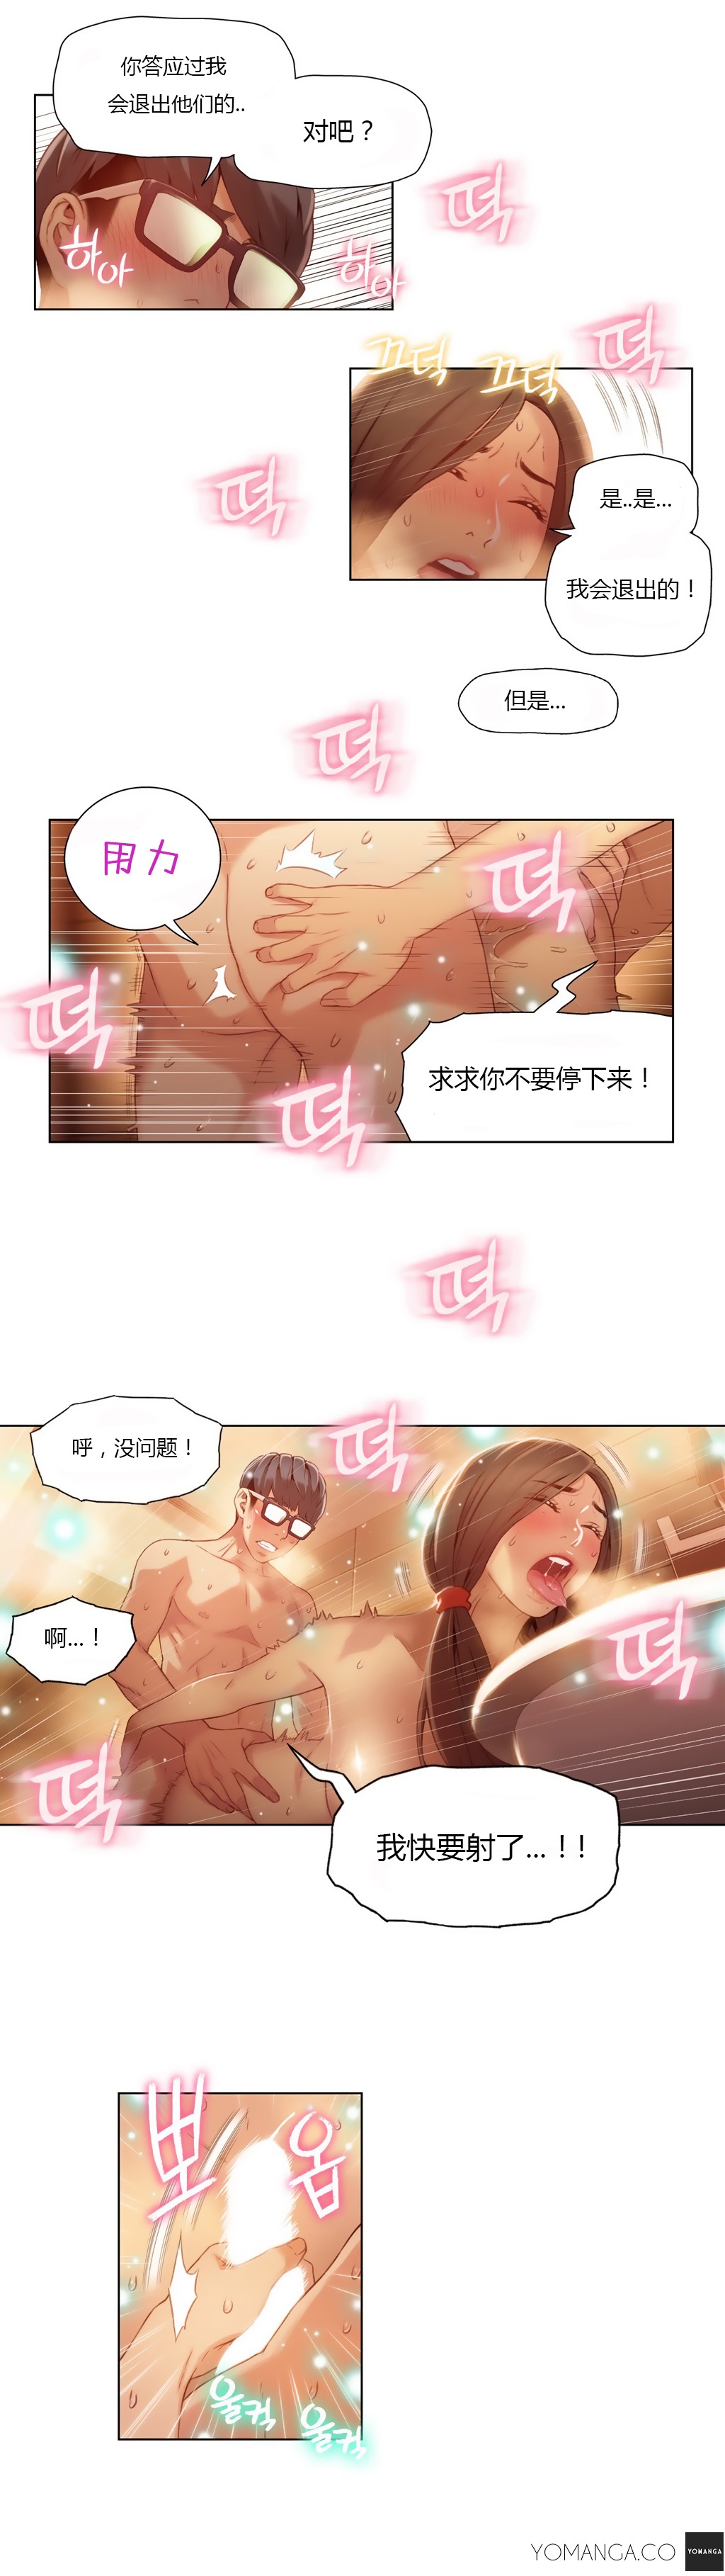 你答应过我
会退出他们的..
对吧？
떡
하아
하아
떡
끄덕
끄덕
떡
是..是...
我会退出的！
但是...
떡
用力
떡
떡
求求你不要停下来！
떡
떡
떡
呼，没问题！
啊...！
떡
떡
我快要射了...！！
뽀
옵
울컥
울컥
YOMANGA.CO
YOMANGA